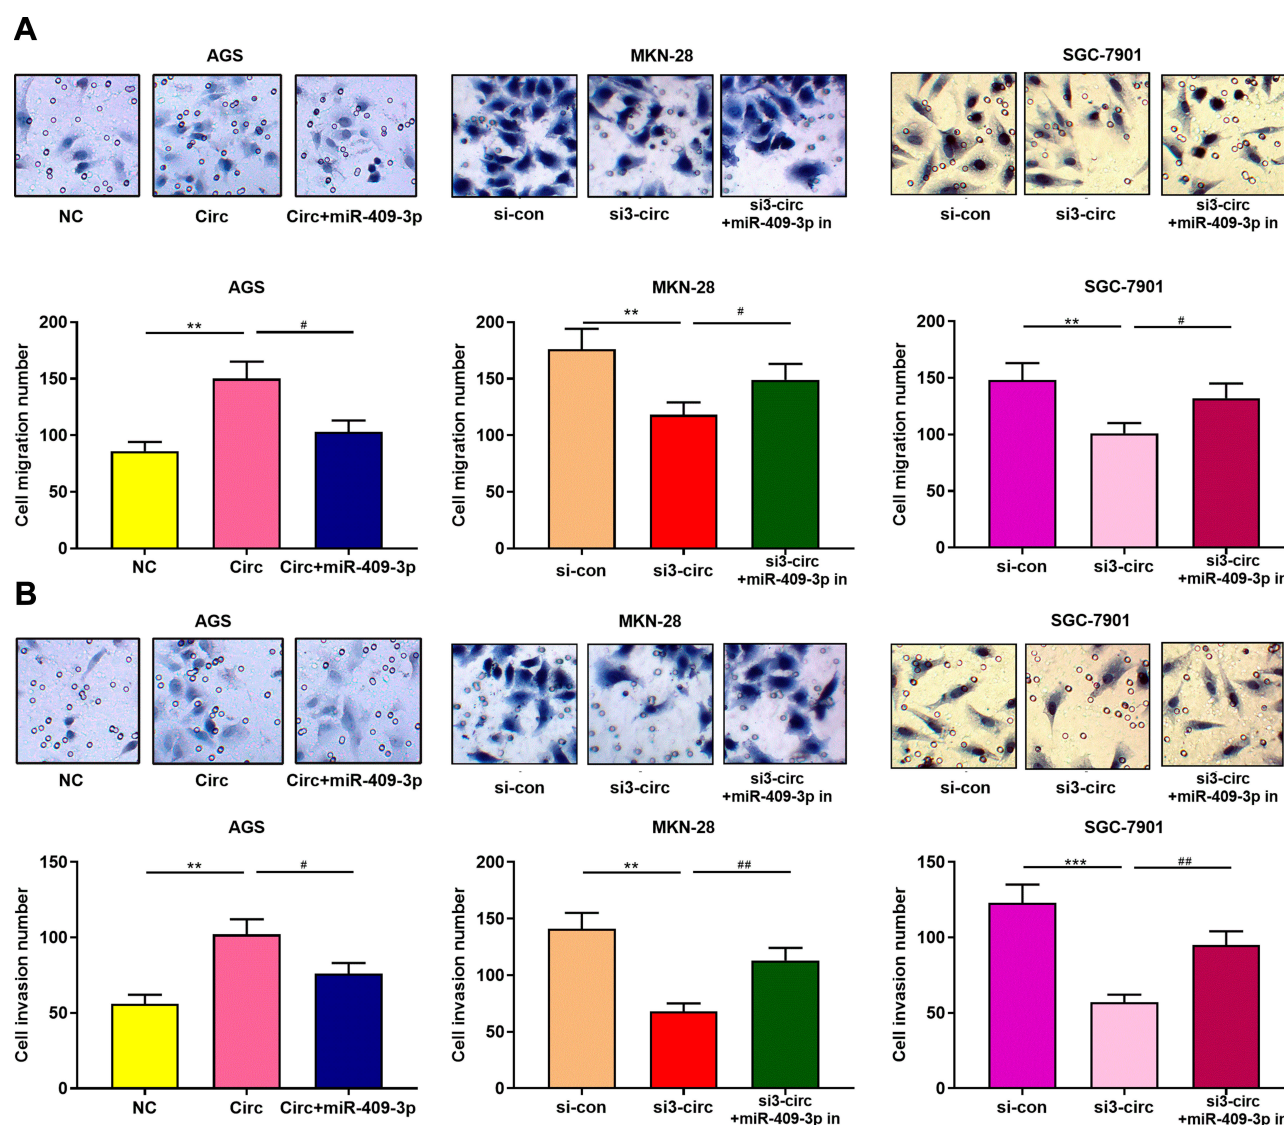 A
AGS
MKN-28
SGC-7901
NC
Circ
Circ+miR-409-3p
si-con
si3-circ
si3-circ
+miR-409-3p in
si-con
si3-circ
si3-circ
+miR-409-3p in
AGS
Cell migration number
200
150
100
50
0
**
#
NC
Circ
Circ+miR-409-3p
MKN-28
Cell migration number
200
150
100
50
0
**
#
si-con
si3-circ
si3-circ
+miR-409-3p in
SGC-7901
Cell migration number
200
150
100
50
0
**
#
si-con
si3-circ
si3-circ
+miR-409-3p in
B
AGS
MKN-28
SGC-7901
NC
Circ
Circ+miR-409-3p
si-con
si3-circ
si3-circ
+miR-409-3p in
si-con
si3-circ
si3-circ
+miR-409-3p in
AGS
Cell invasion number
150
100
50
0
**
#
NC
Circ
Circ+miR-409-3p
MKN-28
Cell invasion number
200
150
100
50
0
**
##
si-con
si3-circ
si3-circ
+miR-409-3p in
SGC-7901
Cell invasion number
150
100
50
0
***
##
si-con
si3-circ
si3-circ
+miR-409-3p in